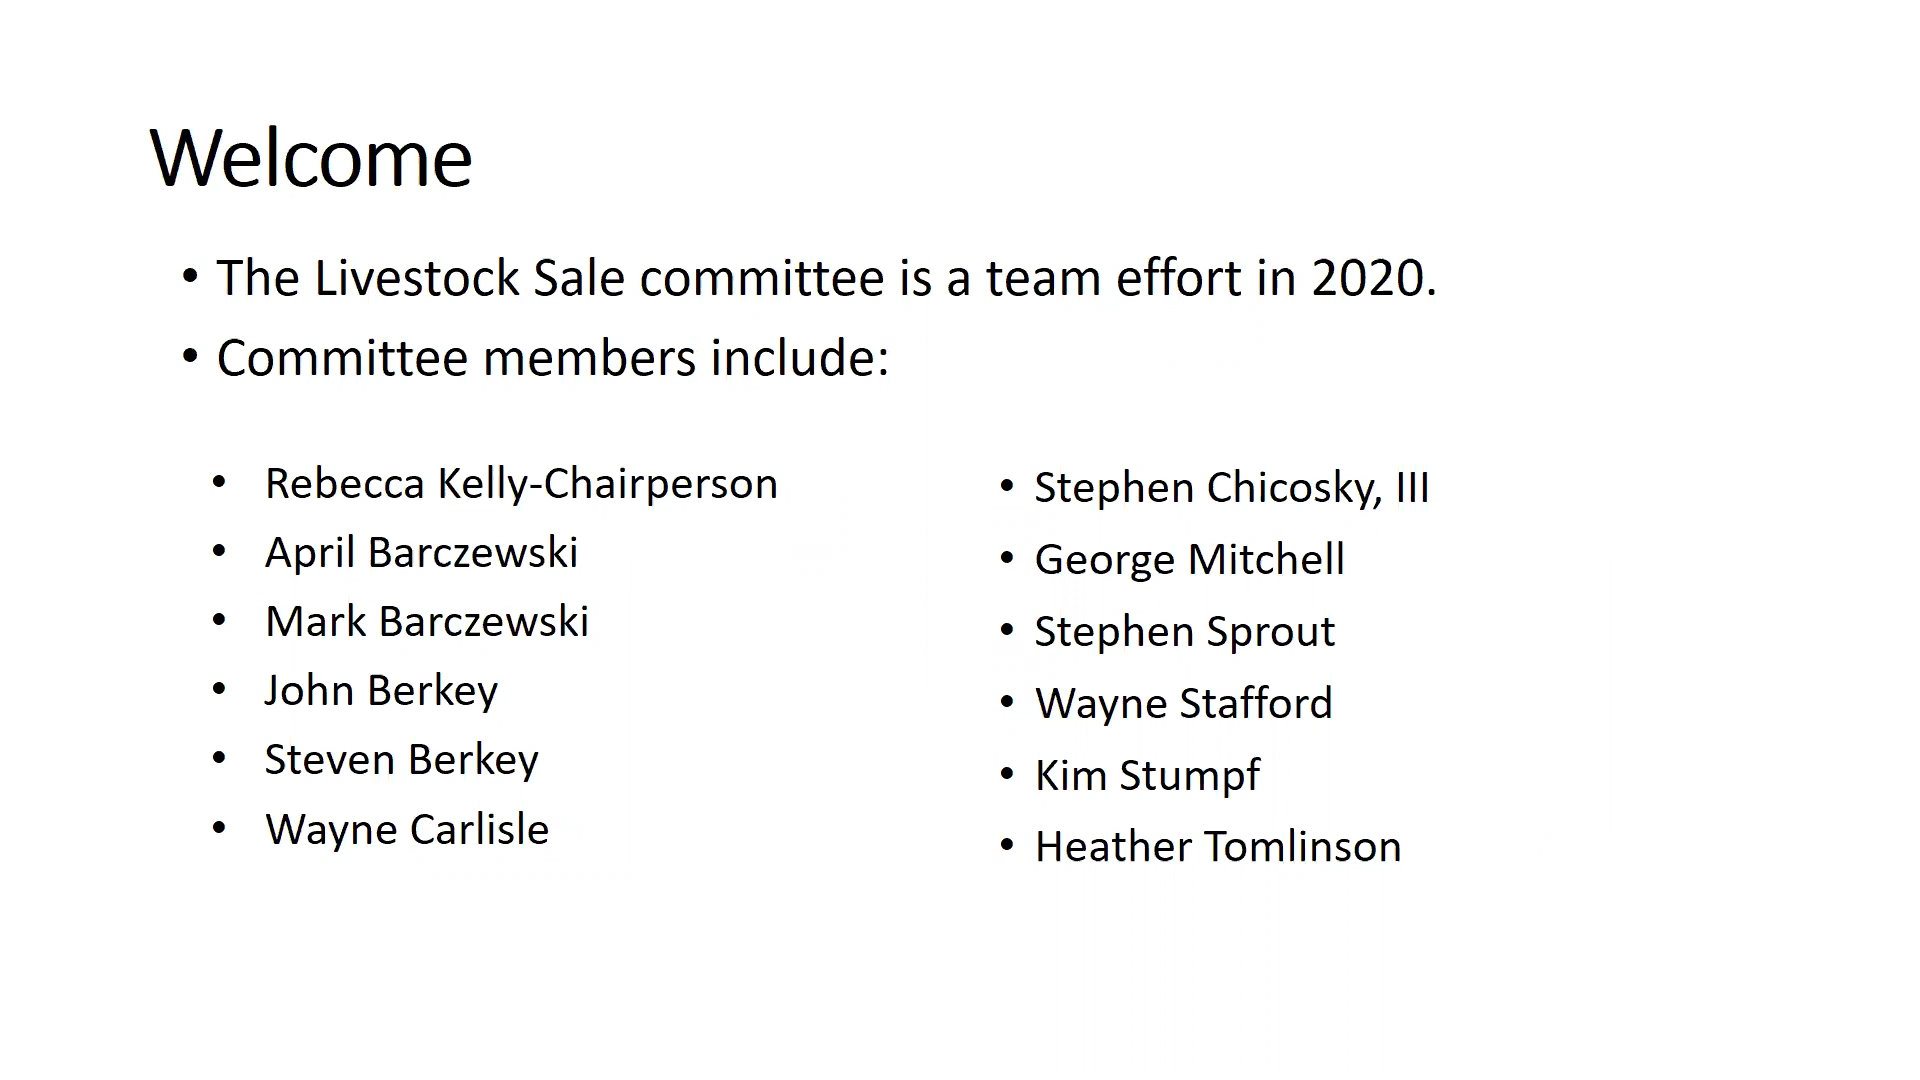 Welcome
• The Livestock Sale committee is a team effort in 2020.
• Committee members include:
• Rebecca Kelly-Chairperson
• April Barczewski
• Mark Barczewski
• John Berkey
• Steven Berkey
• Wayne Carlisle
• Stephen Chicosky, III
• George Mitchell
• Stephen Sprout
• Wayne Stafford
• Kim Stumpf
• Heather Tomlinson